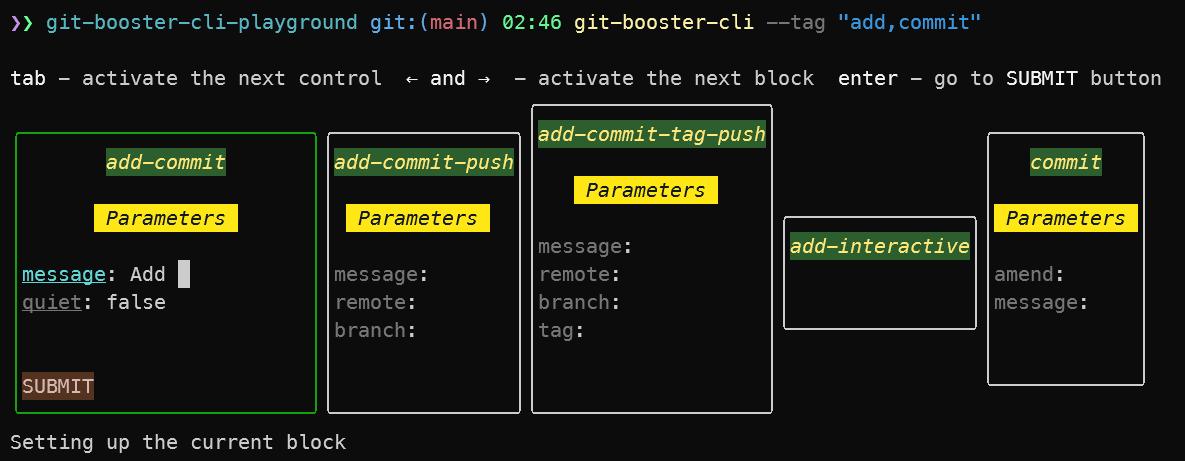 ❯❯ git-booster-cli-playground git:(main) 02:46 git-booster-cli --tag "add,commit"
tab - activate the next control ← and → - activate the next block enter - go to SUBMIT button
add-commit
Parameters
message: Add
quiet: false
SUBMIT
add-commit-push
Parameters
message:
remote:
branch:
add-commit-tag-push
Parameters
message:
remote:
branch:
tag:
add-interactive
commit
Parameters
amend:
message:
Setting up the current block